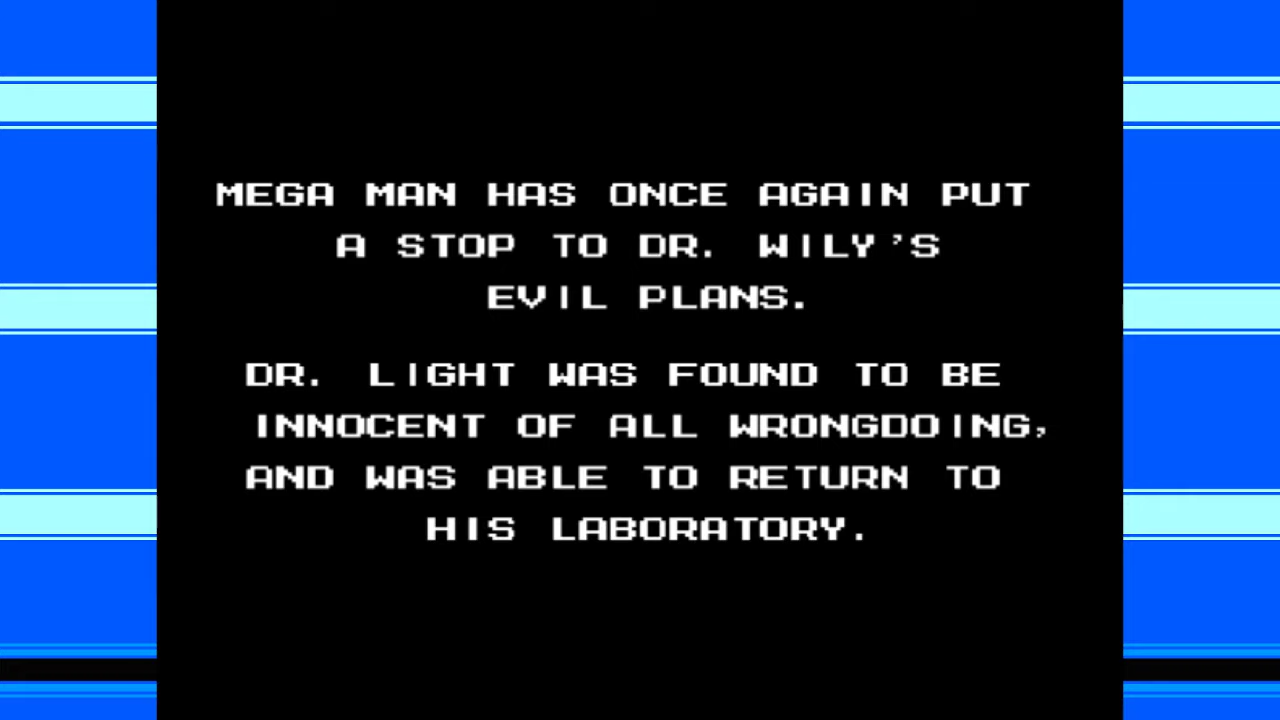 MEGA MAN HAS ONCE AGAIN PUT
A STOP TO DR. WILY'S
EVIL PLANS.
DR. LIGHT WAS FOUND TO BE
INNOCENT OF ALL WRONGDOING,
AND WAS ABLE TO RETURN TO
HIS LABORATORY.